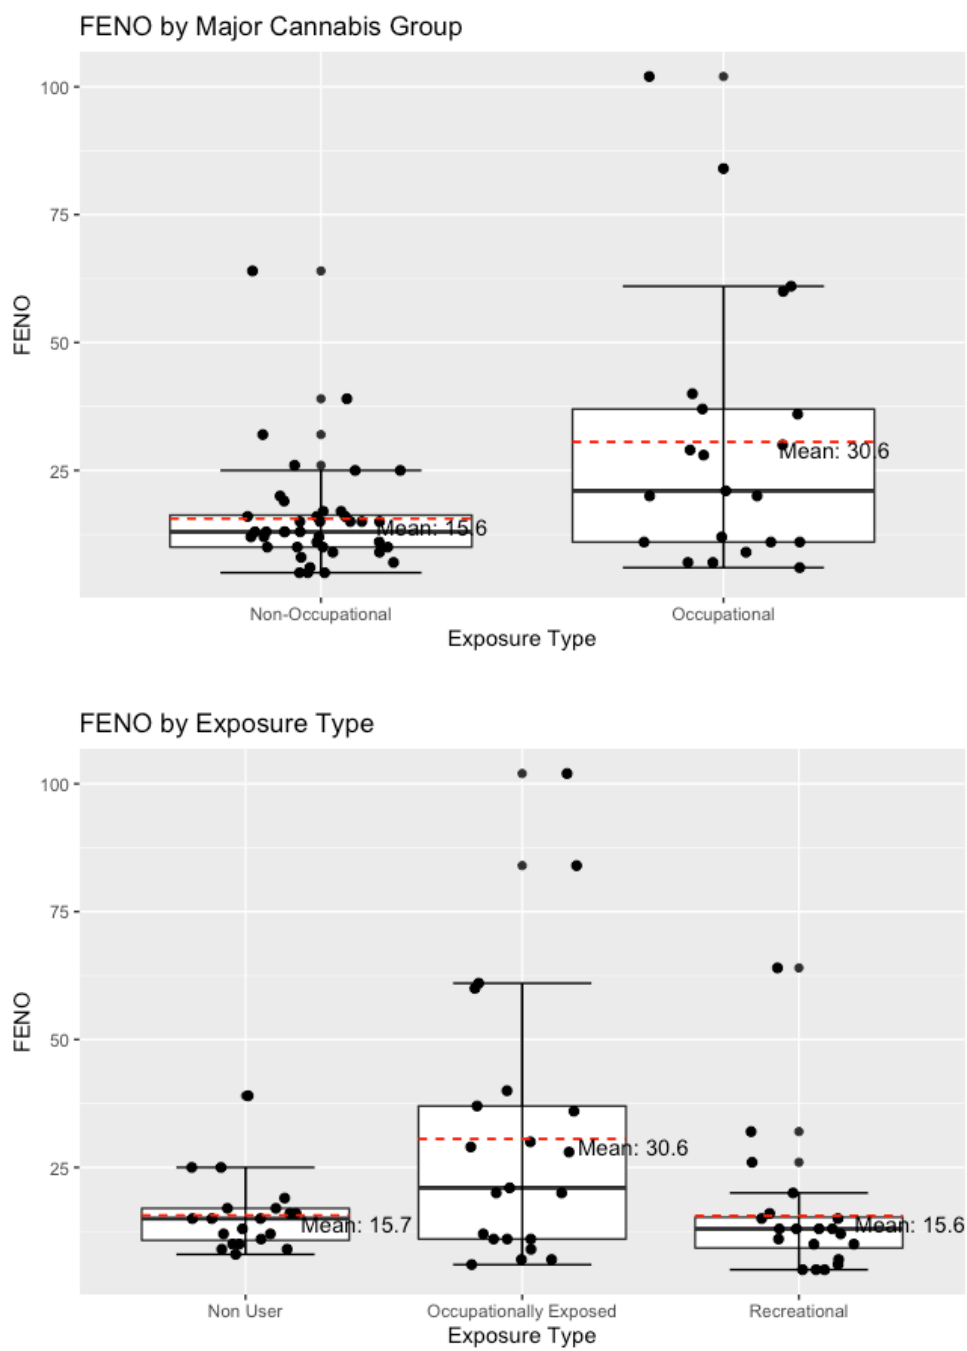 FENO by Major Cannabis Group
100
75
50
25
FENO
Mean: 15.6
Mean: 30.6
Non-Occupational
Occupational
Exposure Type
FENO by Exposure Type
100
75
50
25
FENO
Mean: 15.7
Mean: 30.6
Mean: 15.6
Non User
Occupationally Exposed
Recreational
Exposure Type